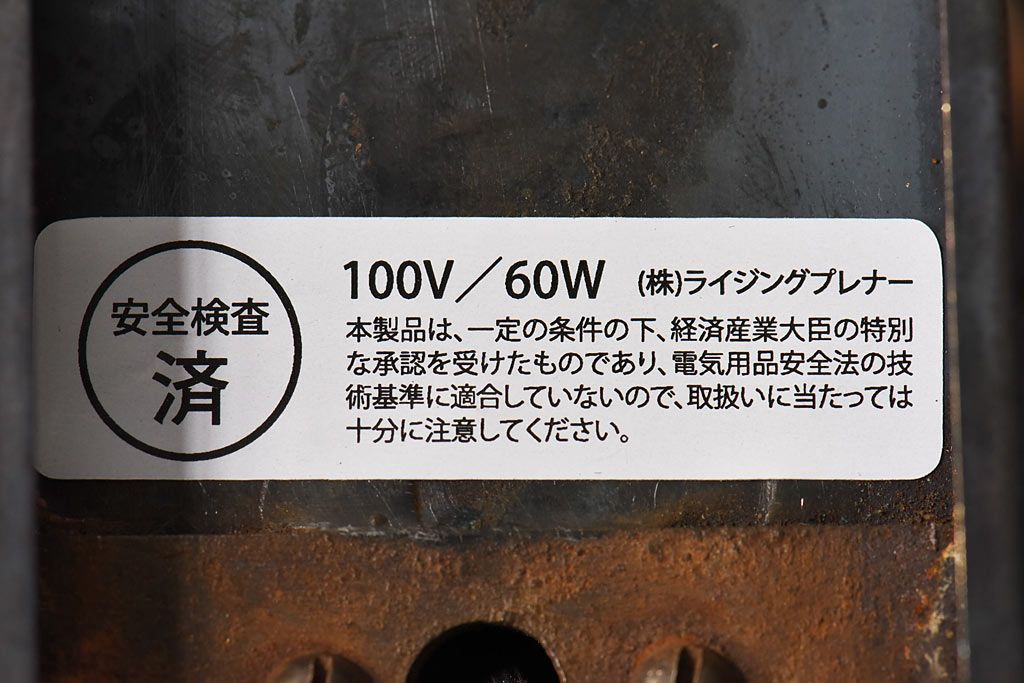 安全検査
済
100V／60W (株)ライジングプレナー
本製品は、一定の条件の下、経済産業大臣の特別
な承認を受けたものであり、電気用品安全法の技
術基準に適合していないので、取扱いに当たっては
十分に注意してください。